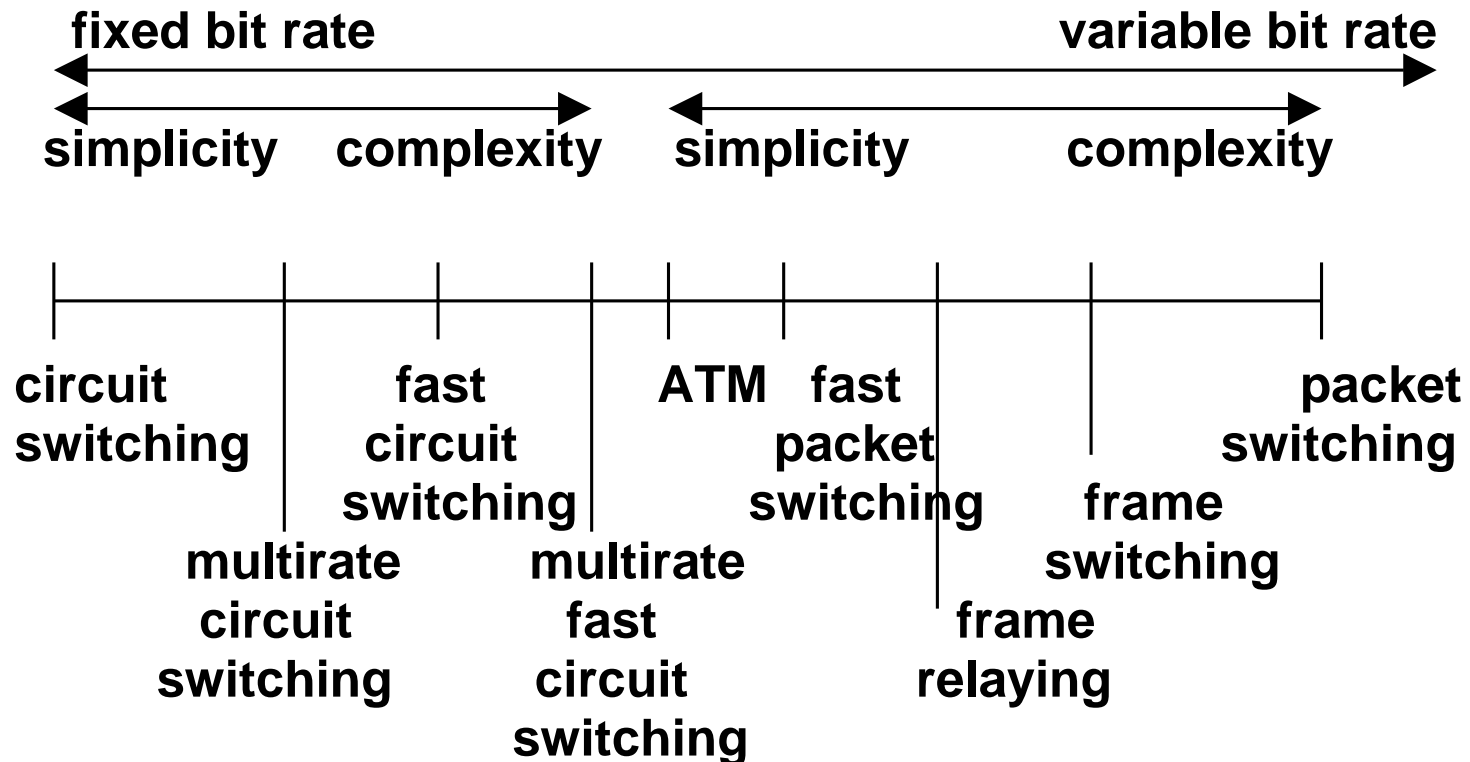 fixed bit rate
variable bit rate
simplicity
complexity
simplicity
complexity
circuit
switching
multirate
circuit
switching
fast
circuit
switching
multirate
fast
circuit
switching
ATM
fast
packet
switching
frame
relaying
frame
switching
packet
switching